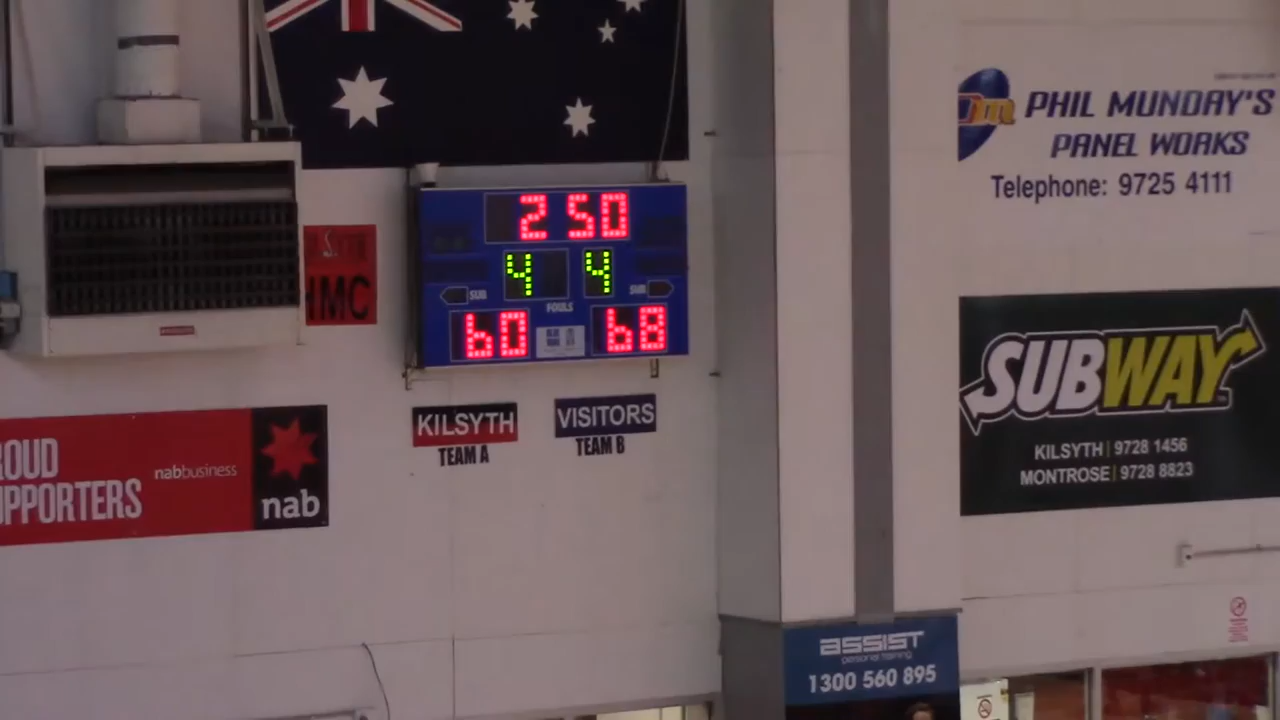 PHIL MUNDAY'S
PANEL WORKS
Telephone: 9725 4111
2 50
4 4
SUB SUB
FOULS
60 68
HMC
KILSYTH VISITORS
TEAM A TEAM B
SUBWAY
KILSYTH | 9728 1456
MONTROSE | 9728 8823
ROUD
UPPORTERS
nabbusiness
nab
assist
personal training
1300 560 895